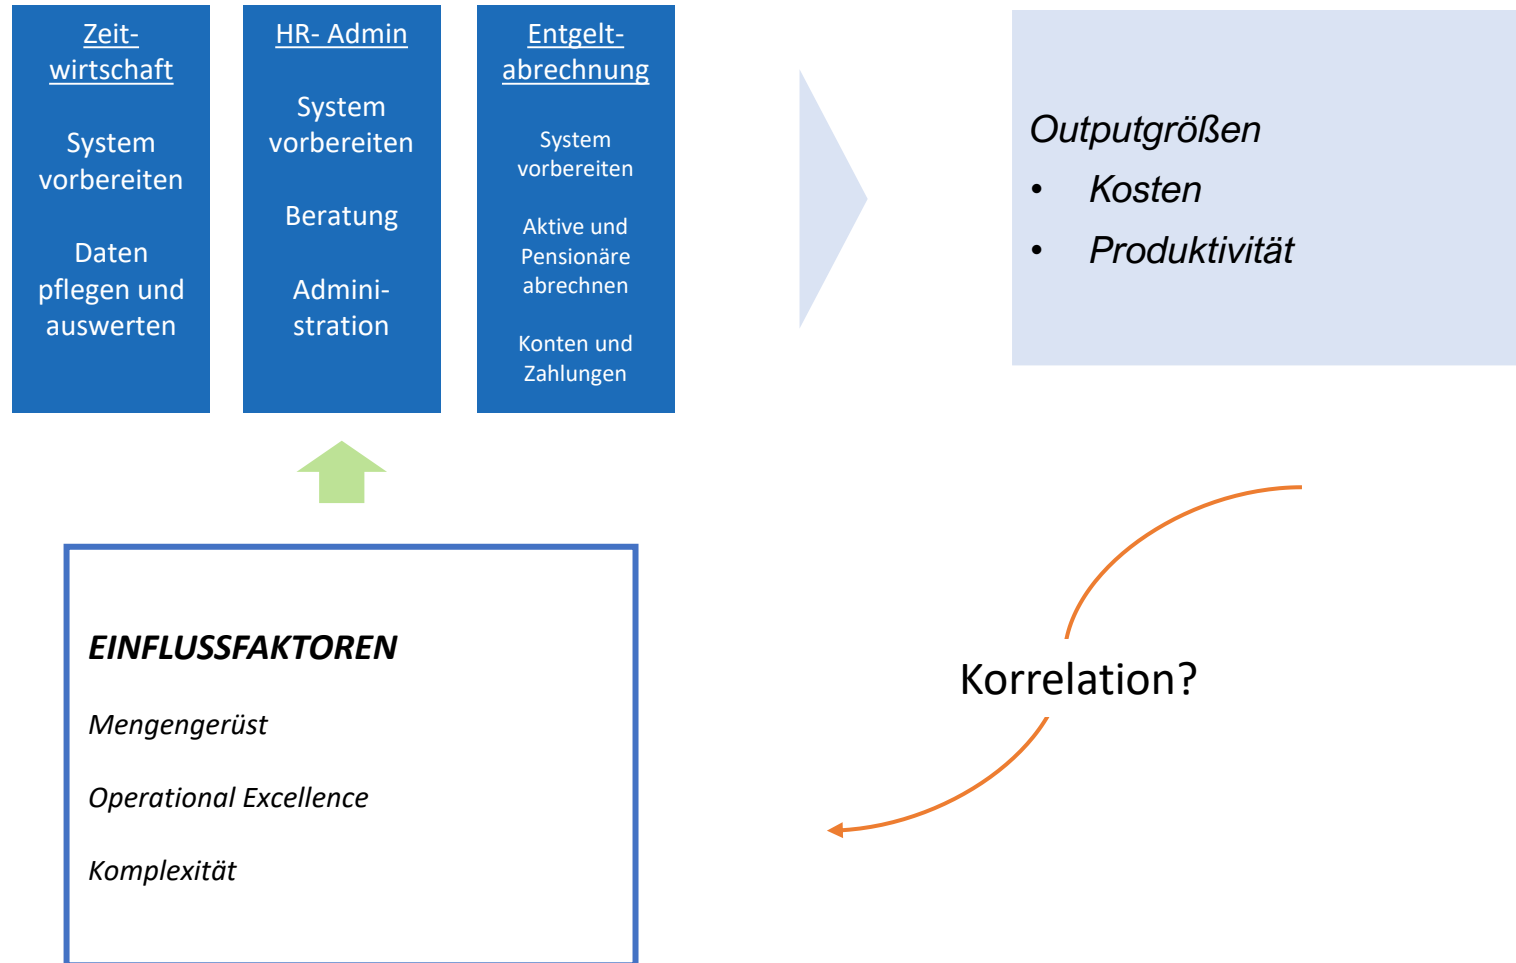 Zeit-
wirtschaft
System
vorbereiten
Daten
pflegen und
auswerten
HR- Admin
System
vorbereiten
Beratung
Admini-
stration
Entgelt-
abrechnung
System
vorbereiten
Aktive und
Pensionäre
abrechnen
Konten und
Zahlungen
Outputgrößen
• Kosten
• Produktivität
EINFLUSSFAKTOREN
Mengengerüst
Operational Excellence
Komplexität
Korrelation?